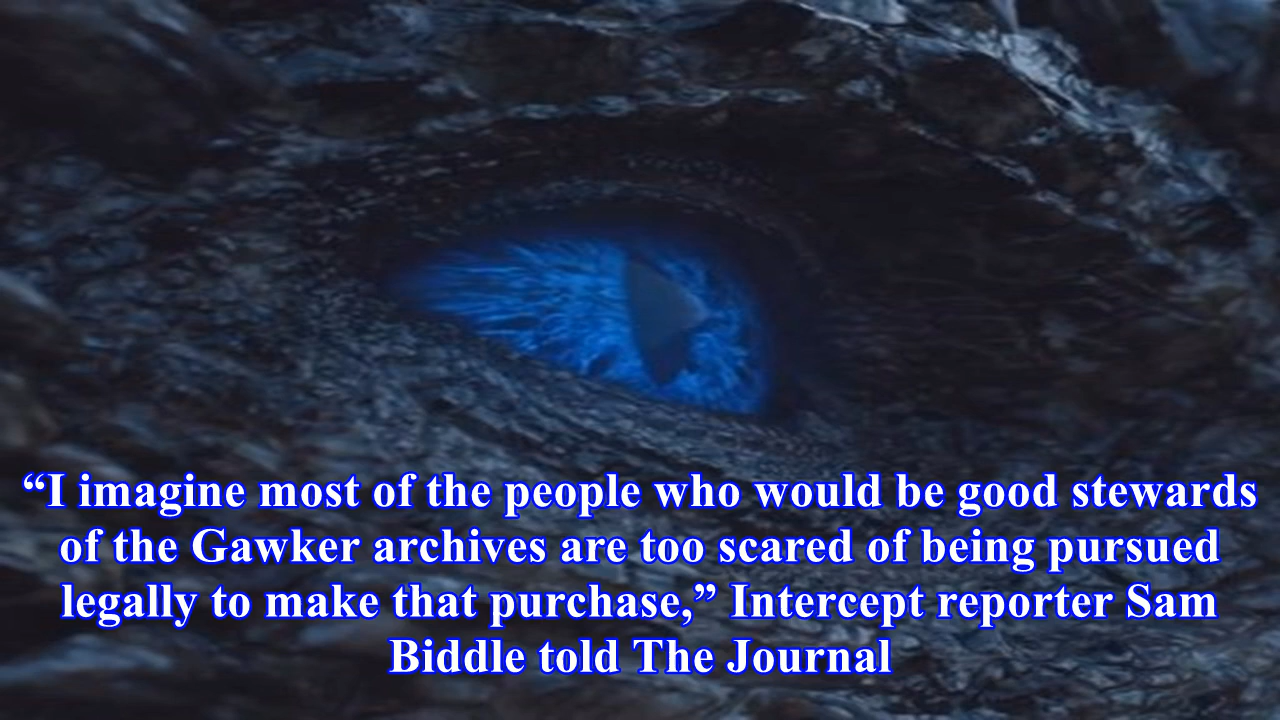 “I imagine most of the people who would be good stewards
of the Gawker archives are too scared of being pursued
legally to make that purchase,” Intercept reporter Sam
Biddle told The Journal